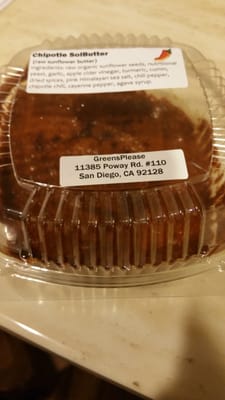 Chipotle SolButter
(raw sunflower butter)
Ingredients: raw organic sunflower seeds, nutritional
yeast, garlic, apple cider vinegar, turmeric, cumin,
dried spices, pink Himalayan sea salt, chili pepper,
chipotle chili, cayenne pepper, agave syrup.
GreensPlease
11385 Poway Rd. #110
San Diego, CA 92128